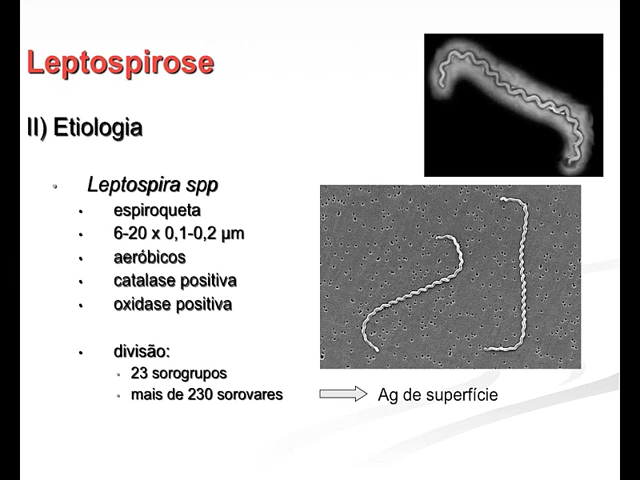 Leptospirose
II) Etiologia
• Leptospira spp
• espiroqueta
• 6-20 x 0,1-0,2 µm
• aeróbicos
• catalase positiva
• oxidase positiva
• divisão:
• 23 sorogrupos
• mais de 230 sorovares
Ag de superfície